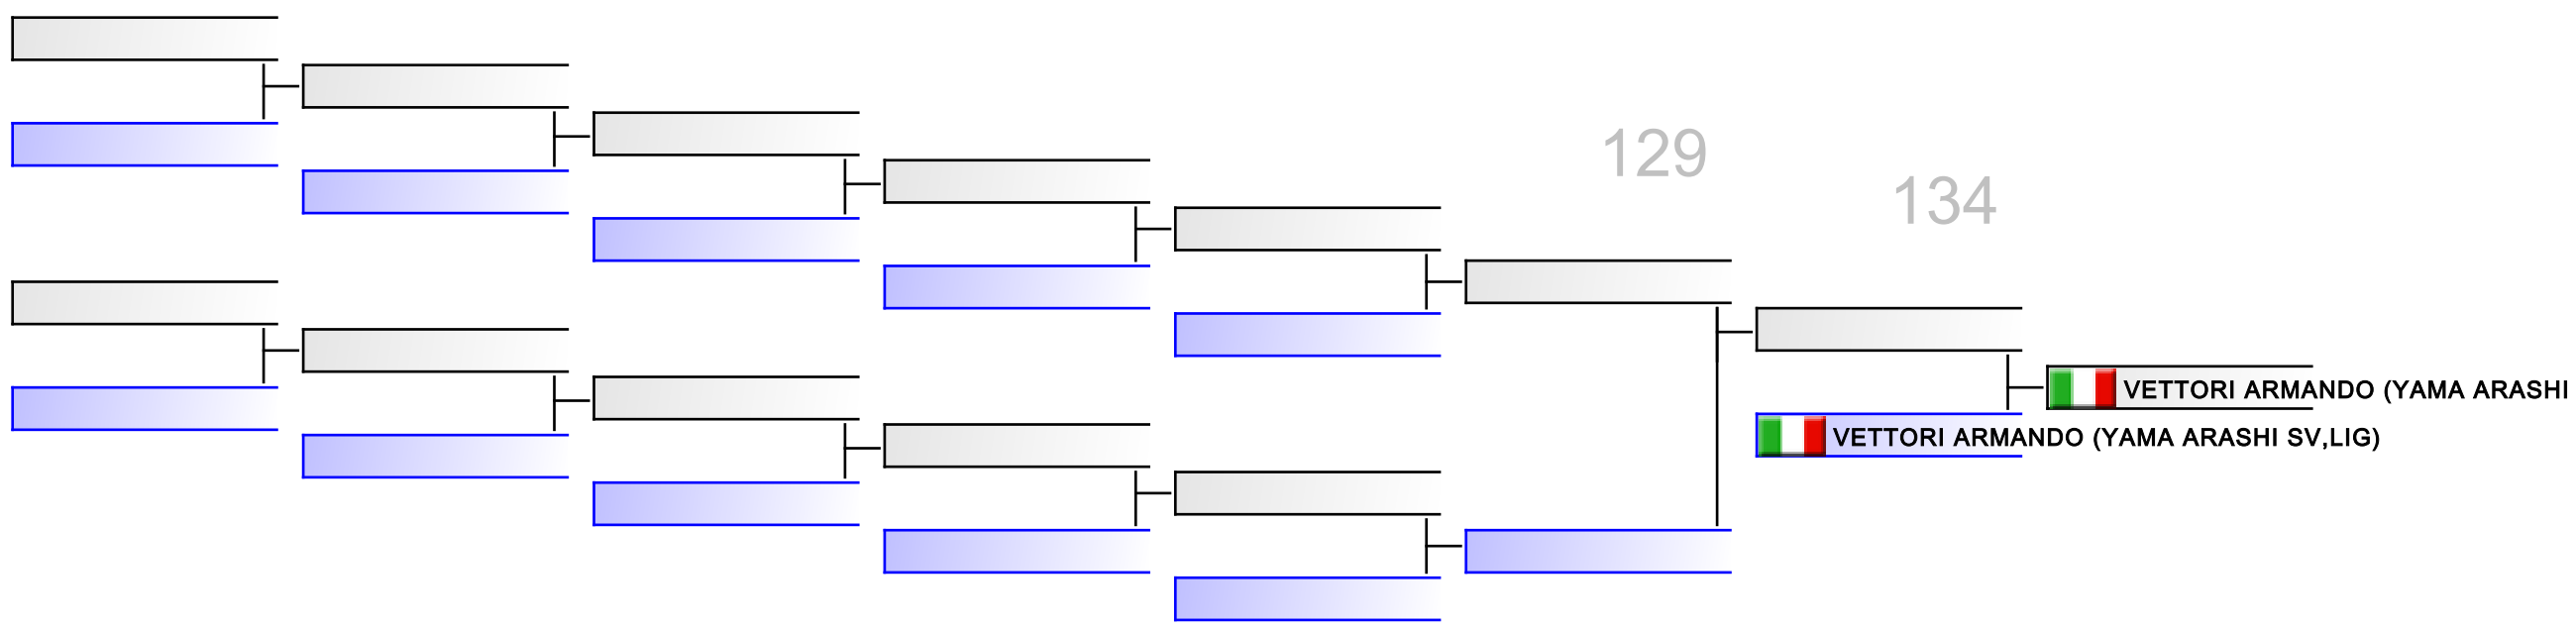 129
134
VETTORI ARMANDO (YAMA ARASHI
VETTORI ARMANDO (YAMA ARASHI SV,LIG)